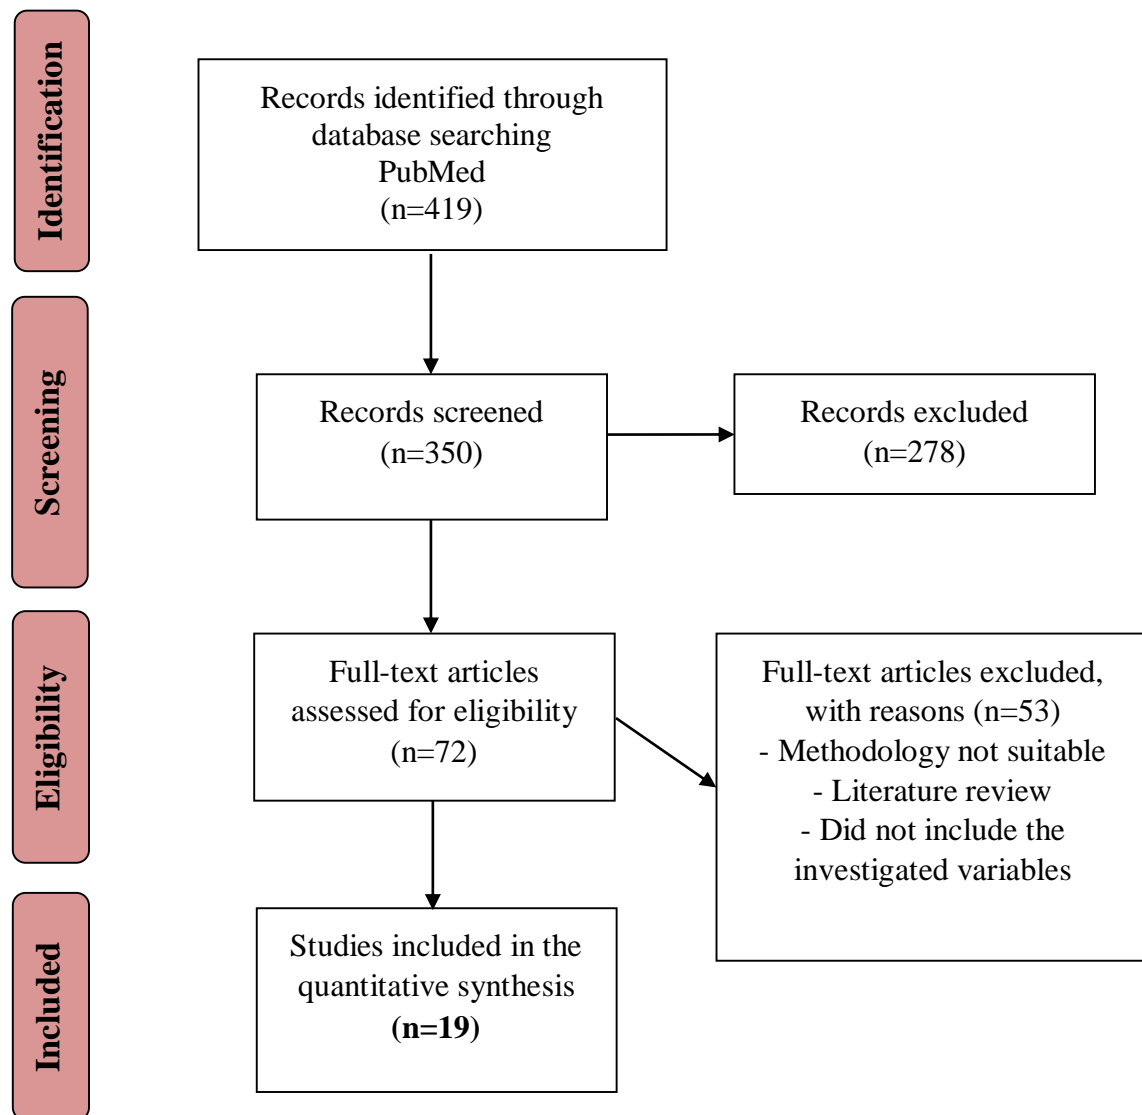 Identification
Records identified through
database searching
PubMed
(n=419)
Screening
Records screened
(n=350)
Records excluded
(n=278)
Eligibility
Full-text articles
assessed for eligibility
(n=72)
Full-text articles excluded,
with reasons (n=53)
- Methodology not suitable
- Literature review
- Did not include the
investigated variables
Included
Studies included in the
quantitative synthesis
(n=19)